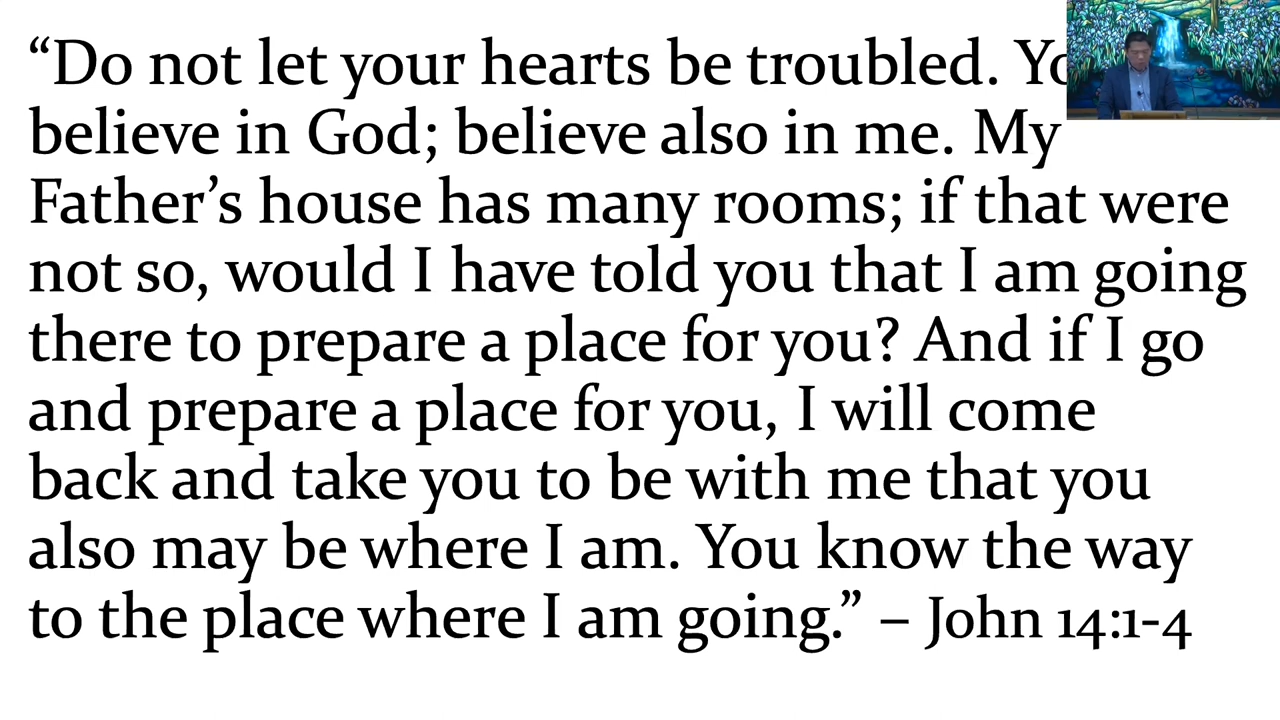 “Do not let your hearts be troubled.
believe in God; believe also in me. My
Father’s house has many rooms; if that were
not so, would I have told you that I am going
there to prepare a place for you? And if I go
and prepare a place for you, I will come
back and take you to be with me that you
also may be where I am. You know the way
to the place where I am going.” – John 14:1-4